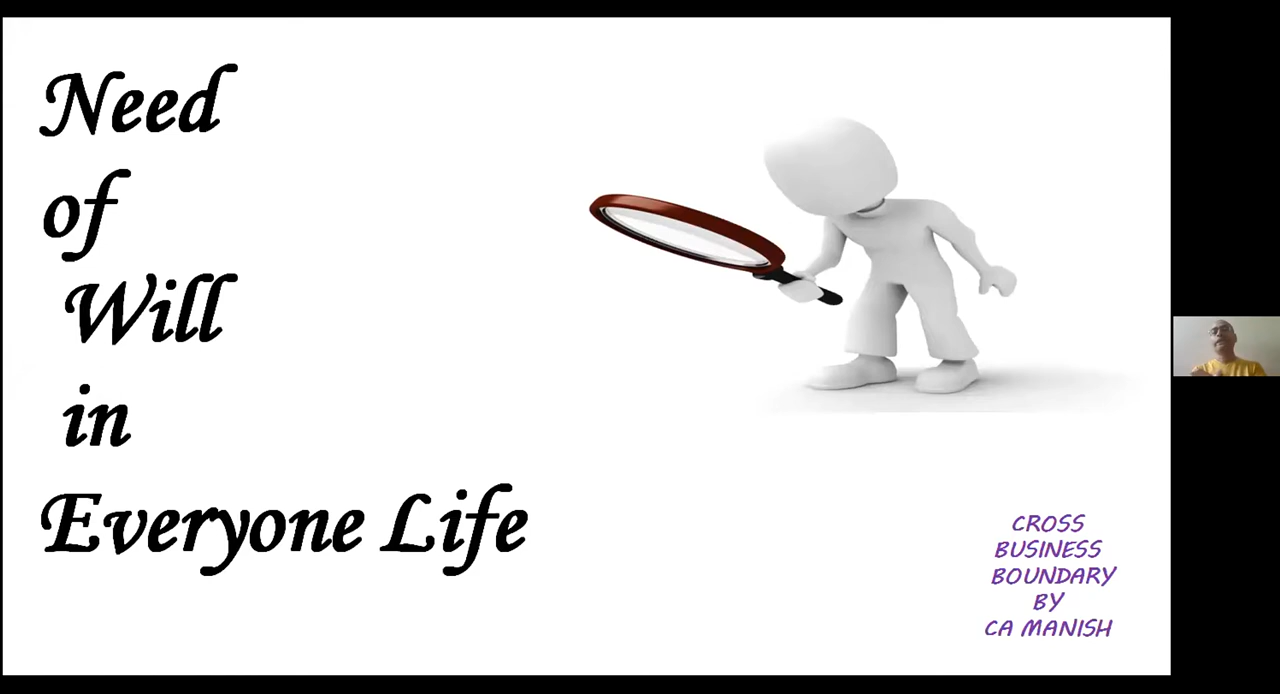 Need
of
Will
in
Everyone Life
CROSS
BUSINESS
BOUNDARY
BY
CA MANISH